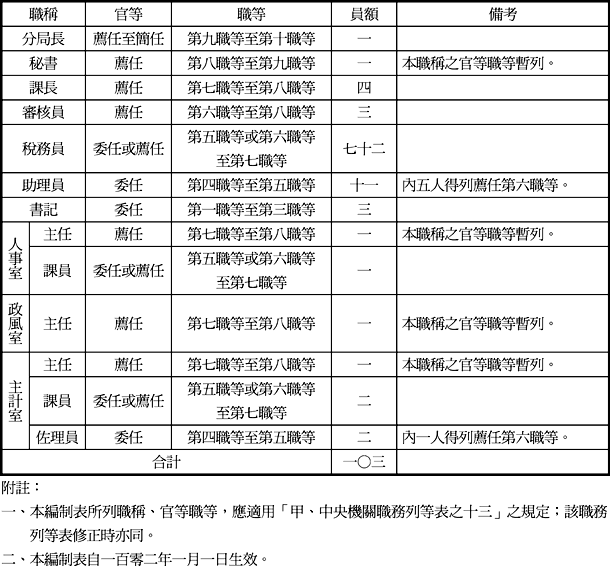 職稱 官等 職等 員額 備考
分局長 薦任至簡任 第九職等至第十職等 一
秘書 薦任 第八職等至第九職等 一 本職稱之官等職等暫列。
課長 薦任 第七職等至第八職等 四
審核員 薦任 第六職等至第八職等 三
稅務員 委任或薦任 第五職等或第六職等
至第七職等 七十二
助理員 委任 第四職等至第五職等 十一 內五人得列薦任第六職等。
書記 委任 第一職等至第三職等 三
人事室 主任 薦任 第七職等至第八職等 一 本職稱之官等職等暫列。
課員 委任或薦任 第五職等或第六職等
至第七職等 一
政風室 主任 薦任 第七職等至第八職等 一 本職稱之官等職等暫列。
主計室 主任 薦任 第七職等至第八職等 一 本職稱之官等職等暫列。
課員 委任或薦任 第五職等或第六職等
至第七職等 二
佐理員 委任 第四職等至第五職等 二 內一人得列薦任第六職等。
合計 一〇三
附註：
一、本編制表所列職稱、官等職等，應適用「甲、中央機關職務列等表之十三」之規定；該職務
列等表修正時亦同。
二、本編制表自一百零二年一月一日生效。